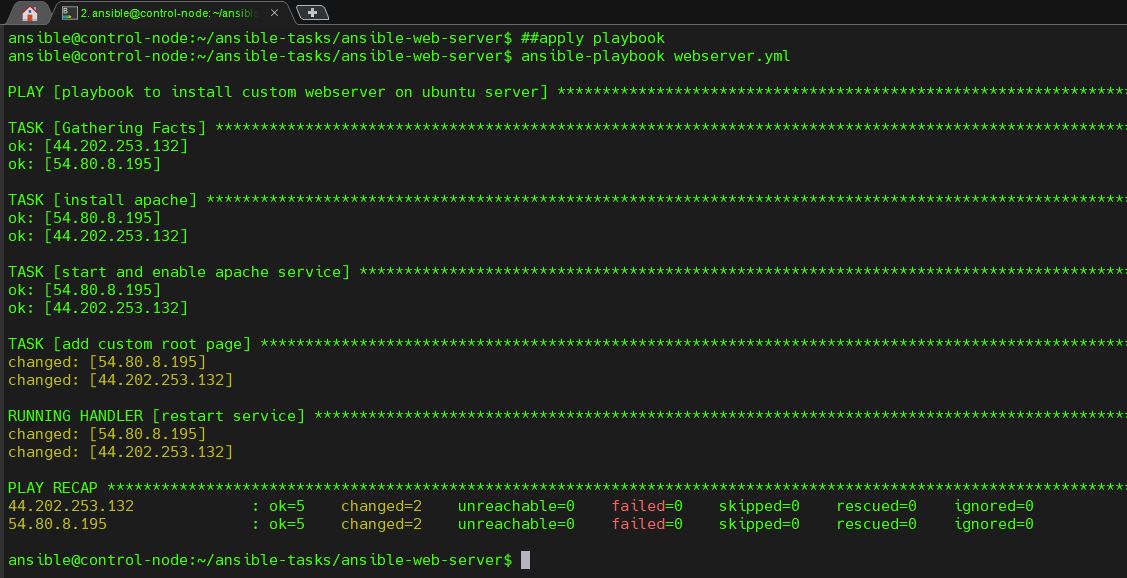 2. ansible@control-node: ~/ansible
ansible@control-node:~/ansible-tasks/ansible-web-server$ ##apply playbook
ansible@control-node:~/ansible-tasks/ansible-web-server$ ansible-playbook webserver.yml
PLAY [playbook to install custom webserver on ubuntu server] ****************************************************************
TASK [Gathering Facts] ******************************************************************************************************
ok: [44.202.253.132]
ok: [54.80.8.195]
TASK [install apache] *******************************************************************************************************
ok: [54.80.8.195]
ok: [44.202.253.132]
TASK [start and enable apache service] **************************************************************************************
ok: [54.80.8.195]
ok: [44.202.253.132]
TASK [add custom root page] *************************************************************************************************
changed: [54.80.8.195]
changed: [44.202.253.132]
RUNNING HANDLER [restart service] *******************************************************************************************
changed: [54.80.8.195]
changed: [44.202.253.132]
PLAY RECAP ******************************************************************************************************************
44.202.253.132 : ok=5 changed=2 unreachable=0 failed=0 skipped=0 rescued=0 ignored=0
54.80.8.195 : ok=5 changed=2 unreachable=0 failed=0 skipped=0 rescued=0 ignored=0
ansible@control-node:~/ansible-tasks/ansible-web-server$